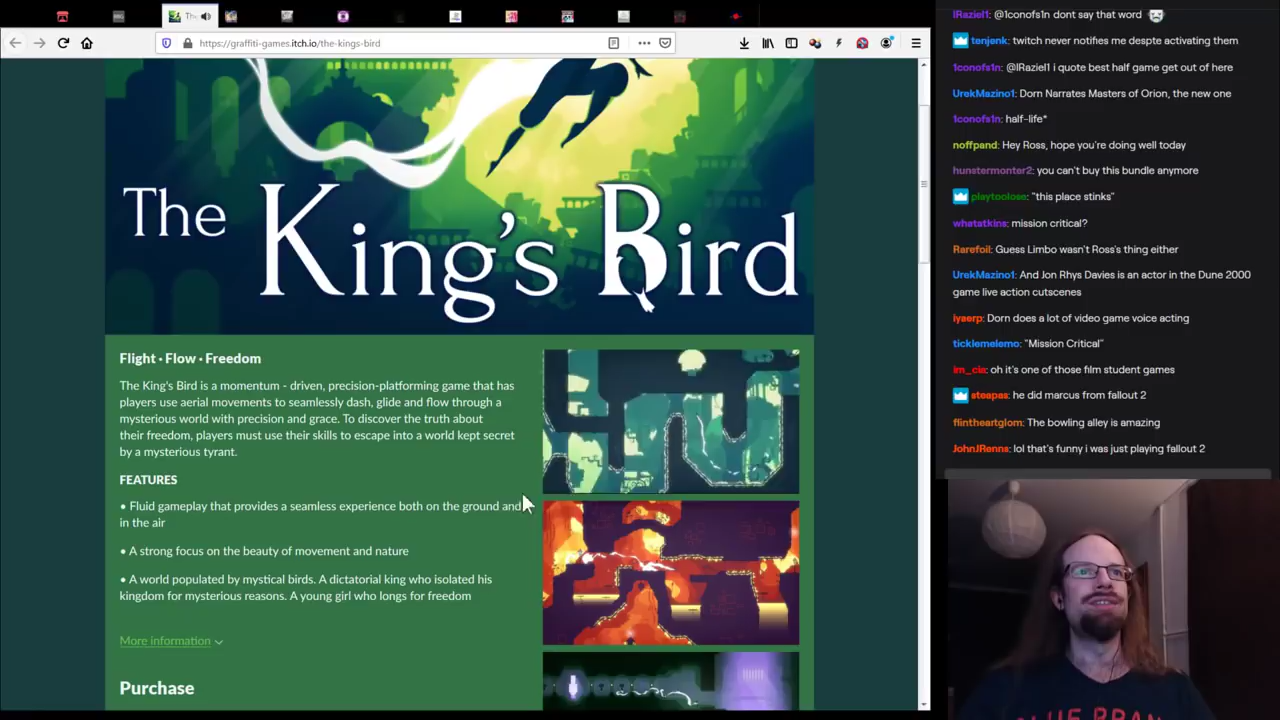 The
https://graffiti-games.itch.io/the-kings-bird
The King's Bird
Flight • Flow • Freedom
The King's Bird is a momentum - driven, precision-platforming game that has
players use aerial movements to seamlessly dash, glide and flow through a
mysterious world with precision and grace. To discover the truth about
their freedom, players must use their skills to escape into a world kept secret
by a mysterious tyrant.
FEATURES
• Fluid gameplay that provides a seamless experience both on the ground and
in the air
• A strong focus on the beauty of movement and nature
• A world populated by mystical birds. A dictatorial king who isolated his
kingdom for mysterious reasons. A young girl who longs for freedom
More information
Purchase
lRaziel1: @1conofs1n dont say that word
tenjenk: twitch never notifies me despte activating them
1conofs1n: @lRaziel1 i quote best half game get out of here
UrekMazino1: Dorn Narrates Masters of Orion, the new one
1conofs1n: half-life*
noffpand: Hey Ross, hope you're doing well today
hunstermonter2: you can't buy this bundle anymore
playtoolose: "this place stinks"
whatatkins: mission critical?
Rarefoil: Guess Limbo wasn't Ross's thing either
UrekMazino1: And Jon Rhys Davies is an actor in the Dune 2000
game live action cutscenes
iyaerp: Dorn does a lot of video game voice acting
ticklemelemo: "Mission Critical"
im_cia: oh it's one of those film student games
steapas: he did marcus from fallout 2
flintheartglom: The bowling alley is amazing
JohnJRenns: lol that's funny i was just playing fallout 2